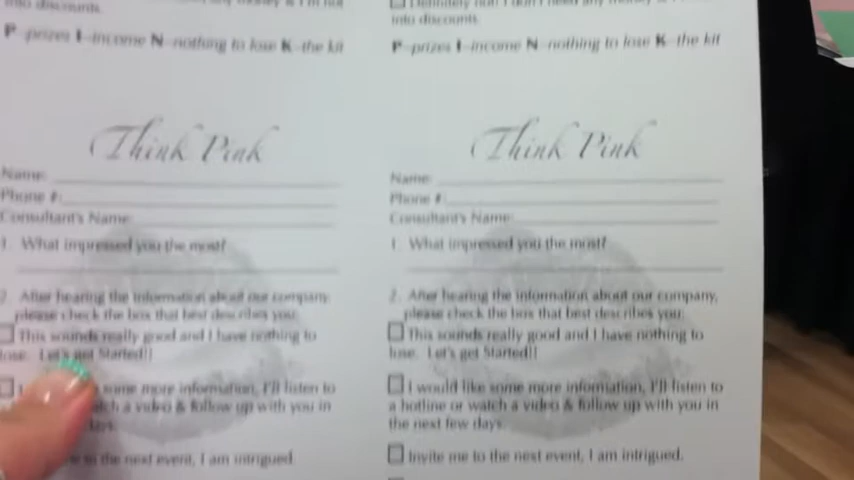 into discounts.
P–prizes I–income N–nothing to lose K–the kit
Think Pink
Name:
Phone #:
Consultant's Name:
1. What impressed you the most?
2. After hearing the information about our company,
please check the box that best describes you:
This sounds really good and I have nothing to
lose. Let's get Started!!
some more information, I'll listen to
a video & follow up with you in
to the next event, I am intrigued.
into discounts.
P–prizes I–income N–nothing to lose K–the kit
Think Pink
Name:
Phone #:
Consultant's Name:
1. What impressed you the most?
2. After hearing the information about our company,
please check the box that best describes you:
This sounds really good and I have nothing to
lose. Let's get Started!!
I would like some more information, I'll listen to
a hotline or watch a video & follow up with you in
the next few days.
Invite me to the next event, I am intrigued.